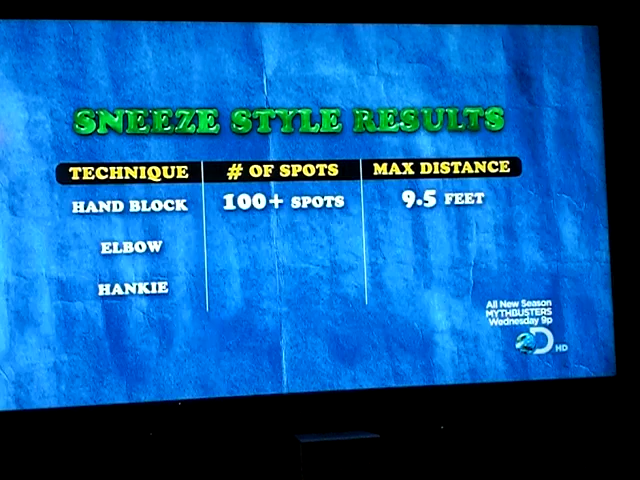 SNEEZE STYLE RESULTS
TECHNIQUE # OF SPOTS MAX DISTANCE
HAND BLOCK 100+ SPOTS 9.5 FEET
ELBOW
HANKIE
All New Season
MYTHBUSTERS
Wednesday 9p
D HD